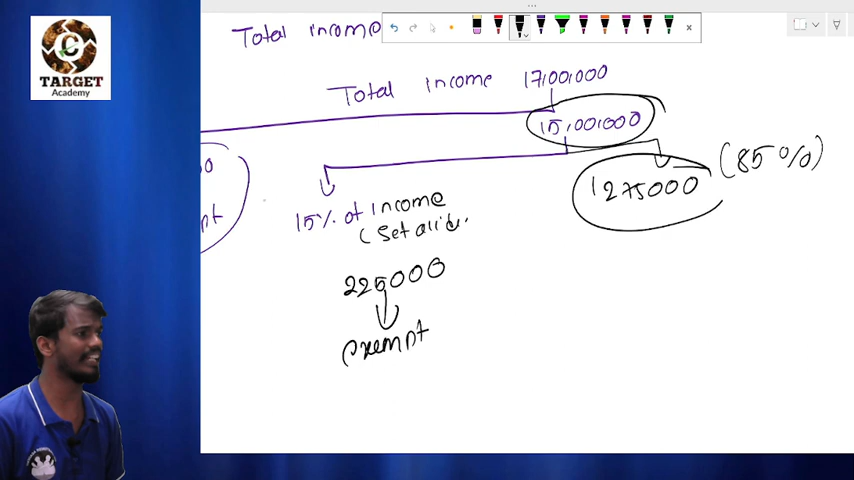 TARGET
Academy
Total income
Total income 17,00,000
15,00,000
(85%)
1275000
15% of Income
(Set aside.
225000
exempt